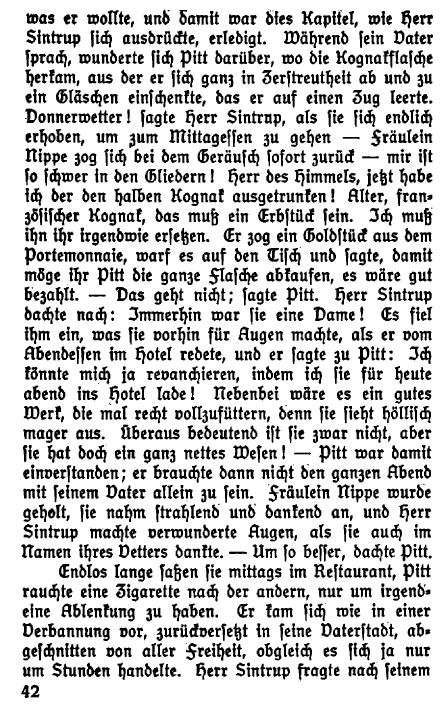 was er wollte, und damit war dies Kapitel, wie Herr
Sintrup sich ausdrückte, erledigt. Während sein Vater
sprach, wunderte sich Pitt darüber, wo die Kognakflasche
herkam, aus der er sich ganz in Zerstreutheit ab und zu
ein Gläschen einschenkte, das er auf einen Zug leerte.
Donnerwetter! sagte Herr Sintrup, als sie sich endlich
erhoben, um zum Mittagessen zu gehen — Fräulein
Nippe zog sich bei dem Geräusch sofort zurück — mir ist
so schwer in den Gliedern! Herr des Himmels, jetzt habe
ich der den halben Kognak ausgetrunken! Alter, fran-
zösischer Kognak, das muß ein Erbstück sein. Ich muß
ihn ihr irgendwie ersetzen. Er zog ein Goldstück aus dem
Portemonnaie, warf es auf den Tisch und sagte, damit
möge ihr Pitt die ganze Flasche abkaufen, es wäre gut
bezahlt. — Das geht nicht; sagte Pitt. Herr Sintrup
dachte nach: Immerhin war sie eine Dame! Es fiel
ihm ein, was sie vorhin für Augen machte, als er vom
Abendessen im Hotel redete, und er sagte zu Pitt: Ich
könnte mich ja revanchieren, indem ich sie für heute
abend ins Hotel lade! Nebenbei wäre es ein gutes
Werk, die mal recht vollzufüttern, denn sie sieht höllisch
mager aus. Überaus bedeutend ist sie zwar nicht, aber
sie hat doch ein ganz nettes Wesen! — Pitt war damit
einverstanden; er brauchte dann nicht den ganzen Abend
mit seinem Vater allein zu sein. Fräulein Nippe wurde
geholt, sie nahm strahlend und dankend an, und Herr
Sintrup machte verwunderte Augen, als sie auch im
Namen ihres Vetters dankte. — Um so besser, dachte Pitt.
Endlos lange saßen sie mittags im Restaurant, Pitt
rauchte eine Zigarette nach der andern, nur um irgend-
eine Ablenkung zu haben. Er kam sich wie in einer
Verbannung vor, zurückversetzt in seine Vaterstadt, ab-
geschnitten von aller Freiheit, obgleich es sich ja nur
um Stunden handelte. Herr Sintrup fragte nach seinem
42